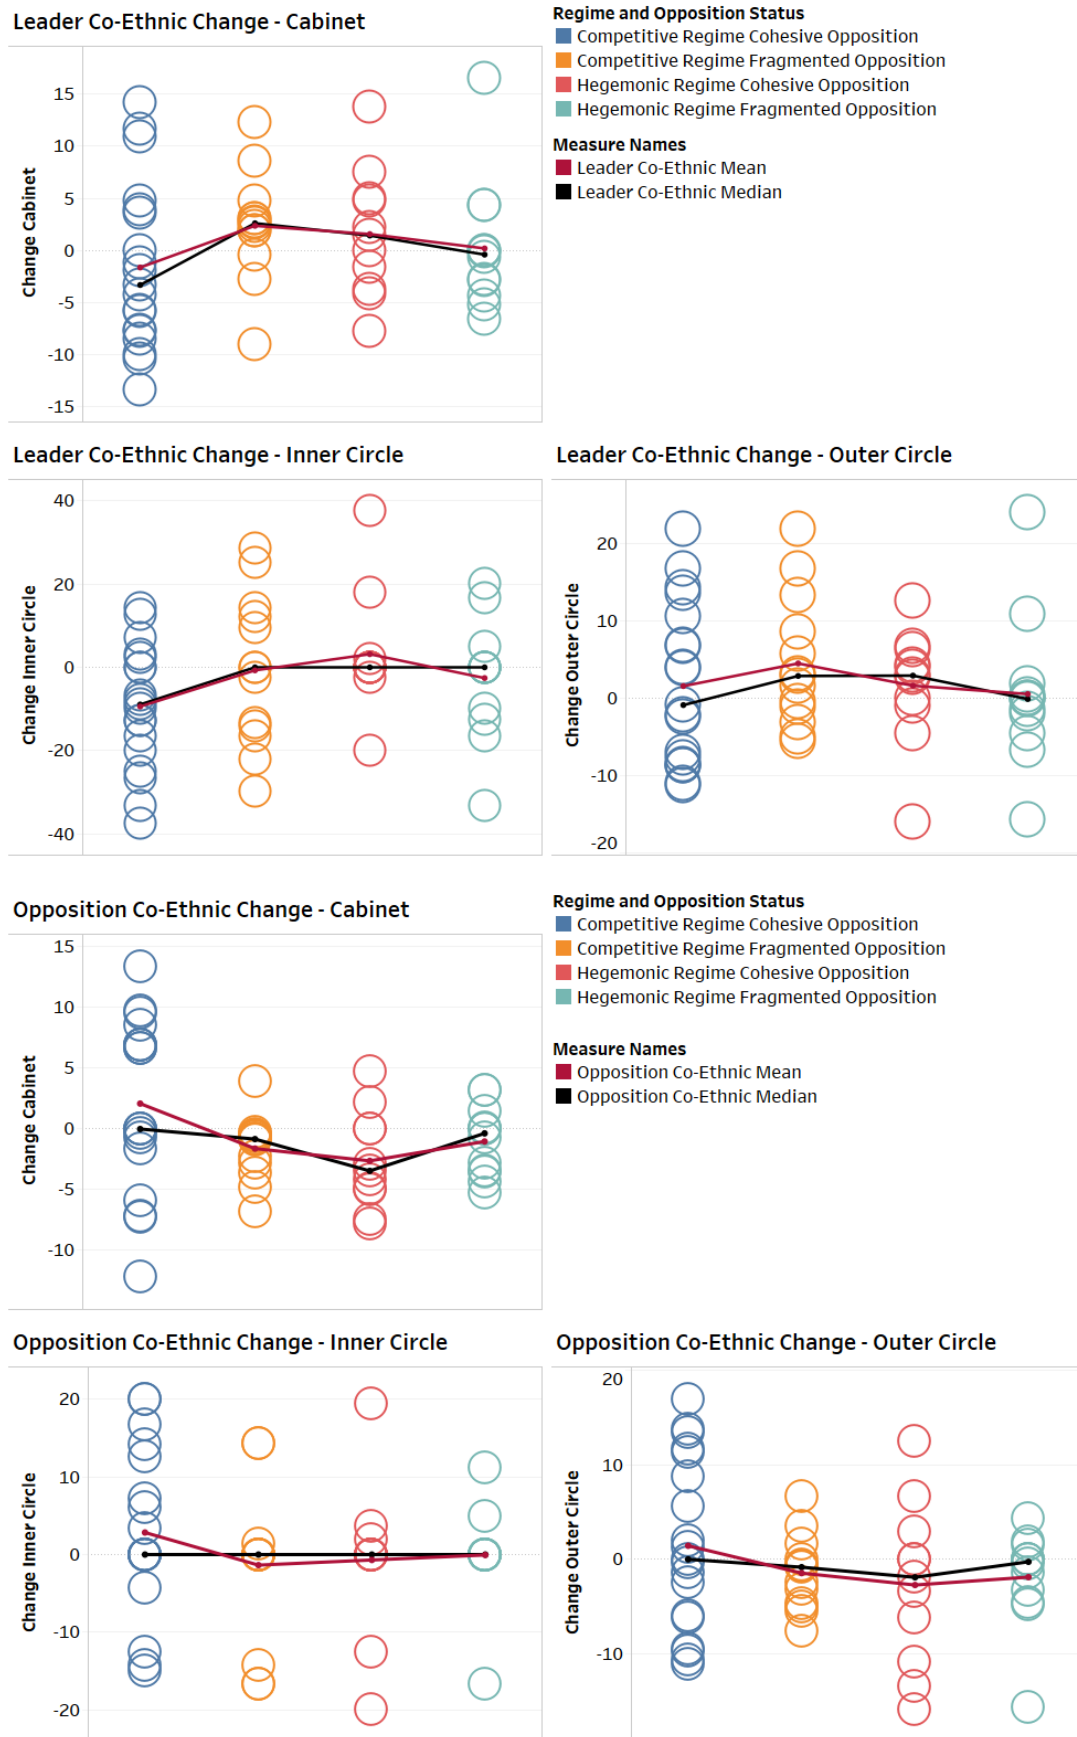 Leader Co-Ethnic Change - Cabinet
Change Cabinet
15
10
5
0
-5
-10
-15
Regime and Opposition Status
Competitive Regime Cohesive Opposition
Competitive Regime Fragmented Opposition
Hegemonic Regime Cohesive Opposition
Hegemonic Regime Fragmented Opposition
Measure Names
Leader Co-Ethnic Mean
Leader Co-Ethnic Median
Leader Co-Ethnic Change - Inner Circle
Change Inner Circle
40
20
0
-20
-40
Leader Co-Ethnic Change - Outer Circle
Change Outer Circle
20
10
0
-10
-20
Opposition Co-Ethnic Change - Cabinet
Change Cabinet
15
10
5
0
-5
-10
Regime and Opposition Status
Competitive Regime Cohesive Opposition
Competitive Regime Fragmented Opposition
Hegemonic Regime Cohesive Opposition
Hegemonic Regime Fragmented Opposition
Measure Names
Opposition Co-Ethnic Mean
Opposition Co-Ethnic Median
Opposition Co-Ethnic Change - Inner Circle
Change Inner Circle
20
10
0
-10
-20
Opposition Co-Ethnic Change - Outer Circle
Change Outer Circle
20
10
0
-10